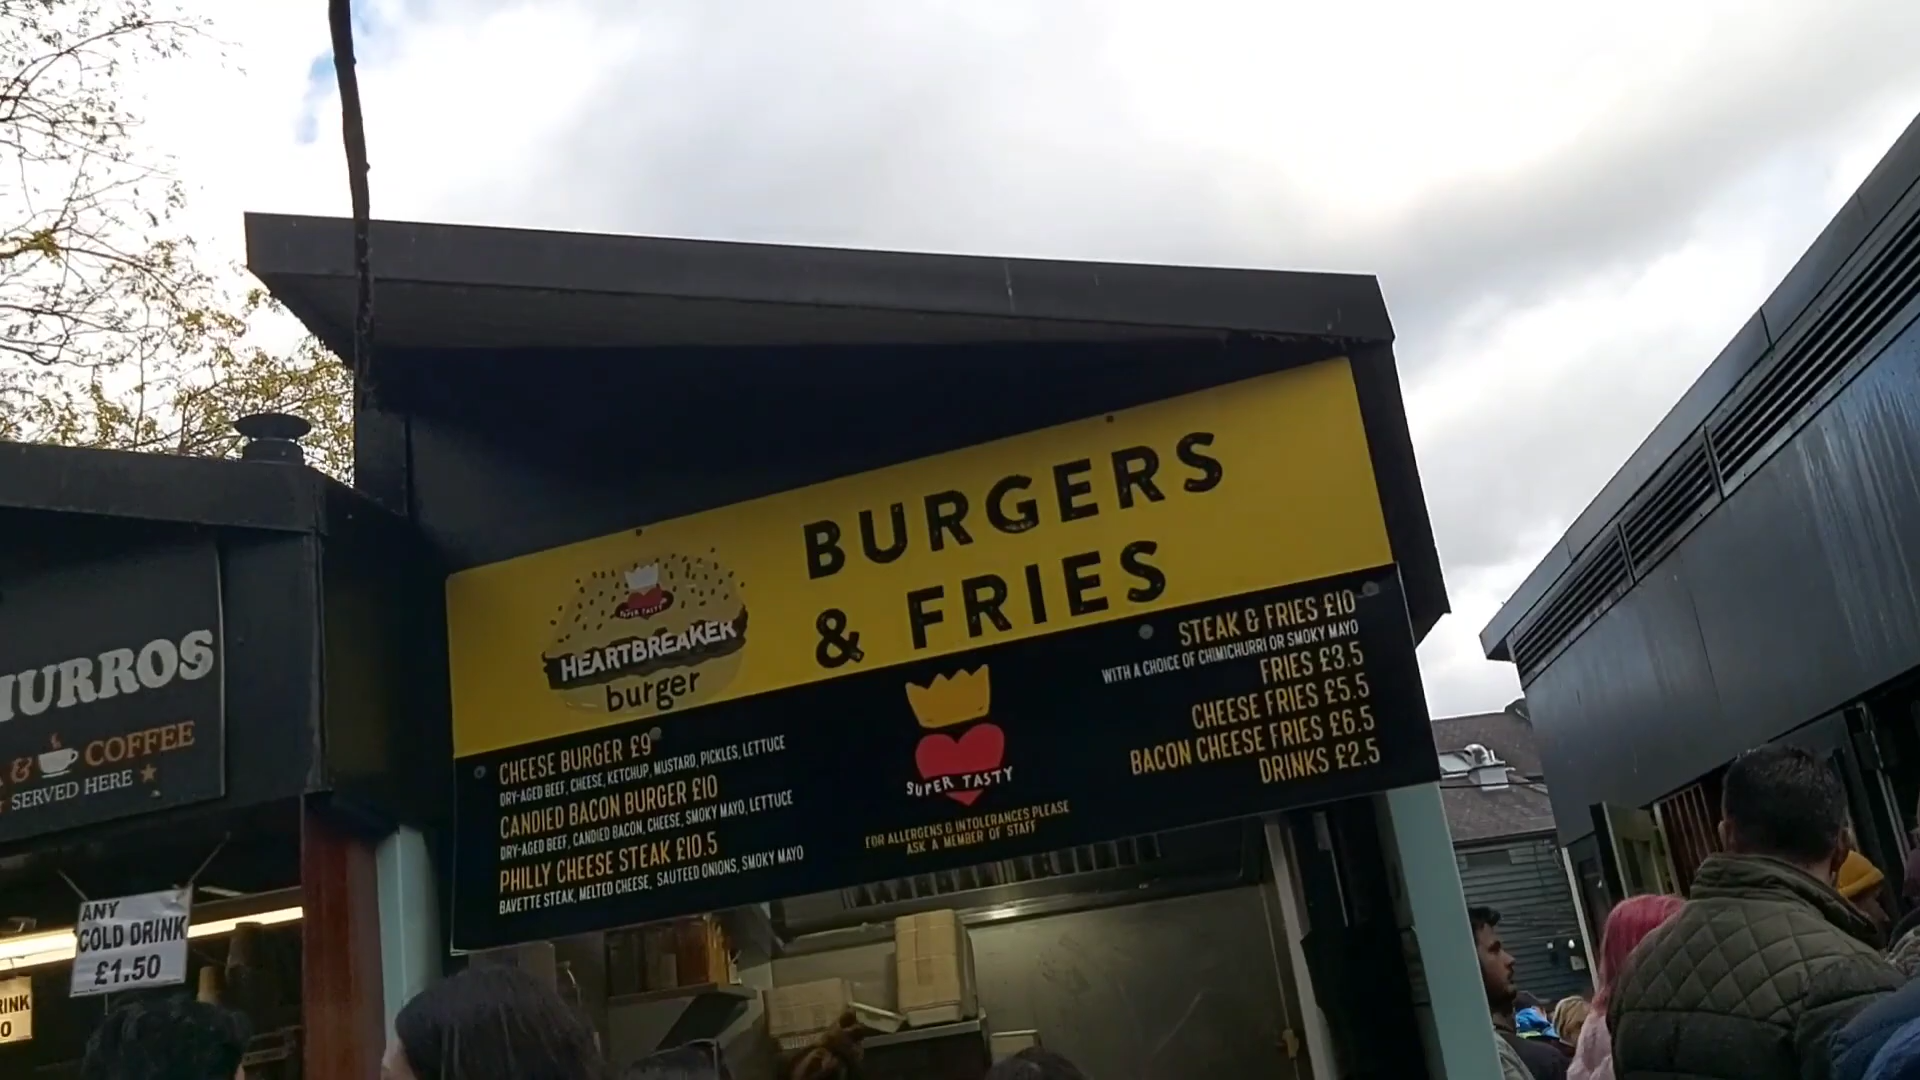 HURROS
& COFFEE
SERVED HERE
ANY
COLD DRINK
£1.50
BURGERS
& FRIES
SUPER TASTY
HEARTBREAKER
burger
CHEESE BURGER £9
DRY-AGED BEEF, CHEESE, KETCHUP, MUSTARD, PICKLES, LETTUCE
CANDIED BACON BURGER £10
DRY-AGED BEEF, CANDIED BACON, CHEESE, SMOKY MAYO, LETTUCE
PHILLY CHEESE STEAK £10.5
BAVETTE STEAK, MELTED CHEESE, SAUTEED ONIONS, SMOKY MAYO
SUPER TASTY
FOR ALLERGENS & INTOLERANCES PLEASE
ASK A MEMBER OF STAFF
STEAK & FRIES £10
WITH A CHOICE OF CHIMICHURRI OR SMOKY MAYO
FRIES £3.5
CHEESE FRIES £5.5
BACON CHEESE FRIES £6.5
DRINKS £2.5